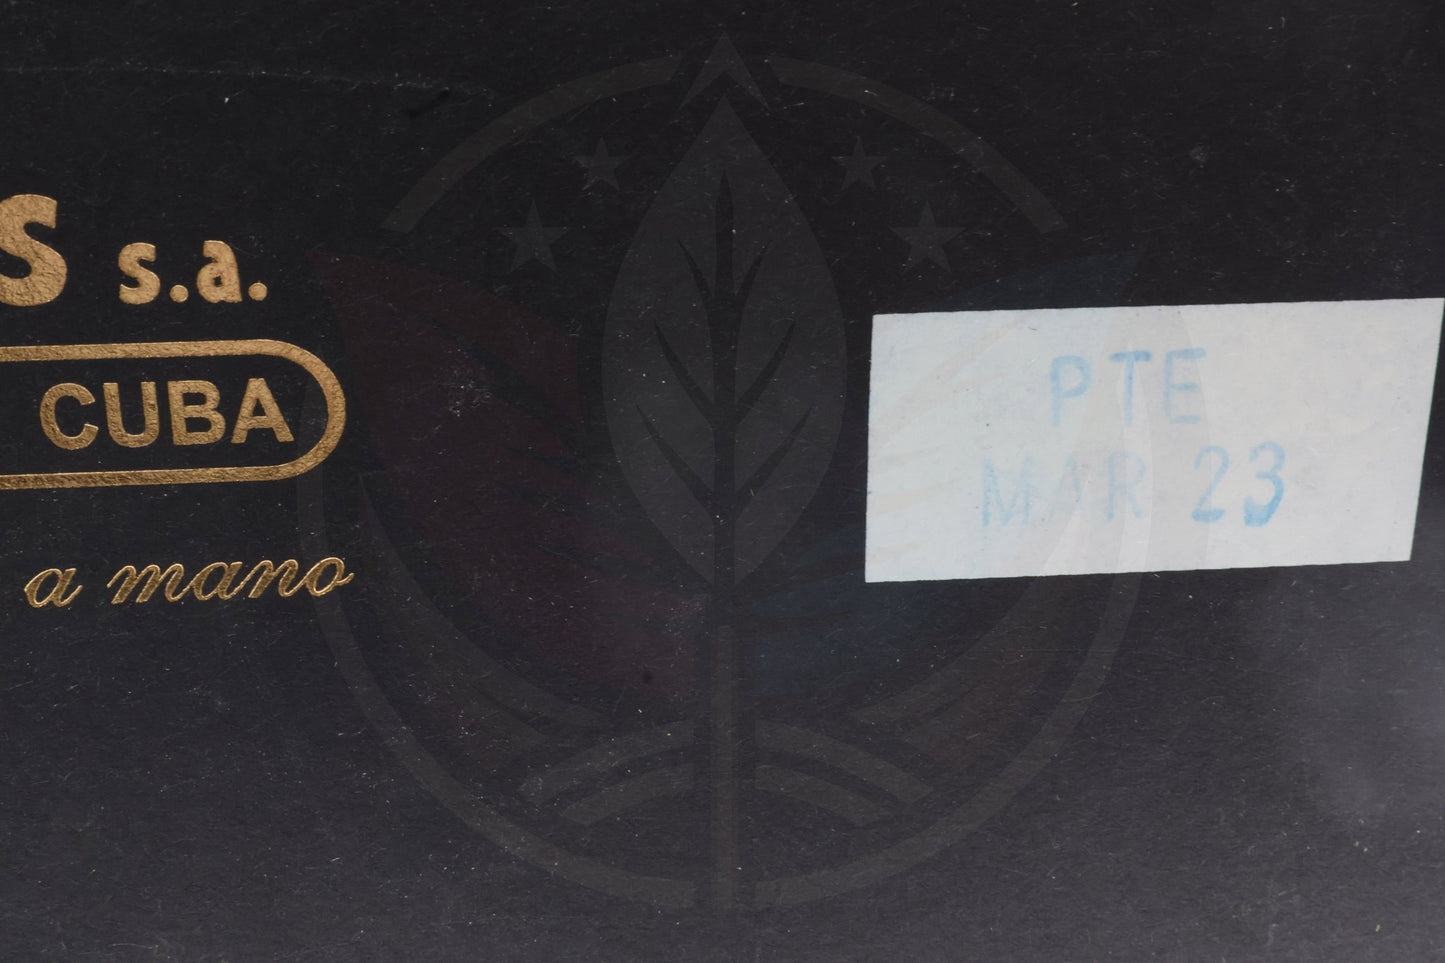 s s.a.
CUBA
a mano
PTE
MAR 23